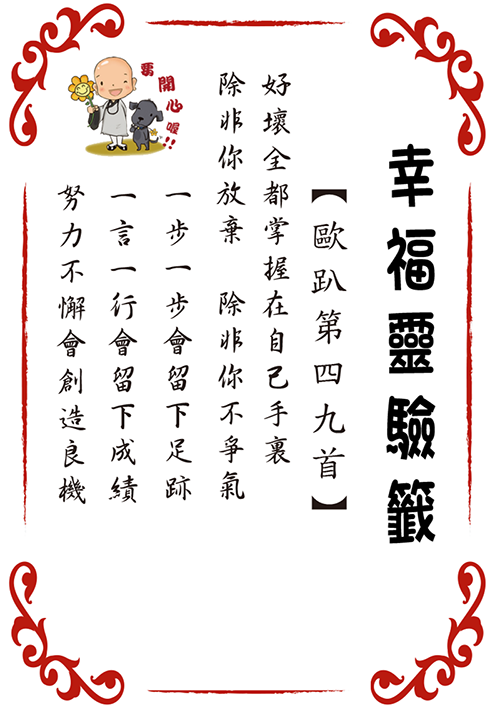 幸福靈驗籤
【歐趴第四九首】
好壞全都掌握在自己手裏
除非你放棄　除非你不爭氣
一步一步會留下足跡
一言一行會留下成績
努力不懈會創造良機
要開心喔!!